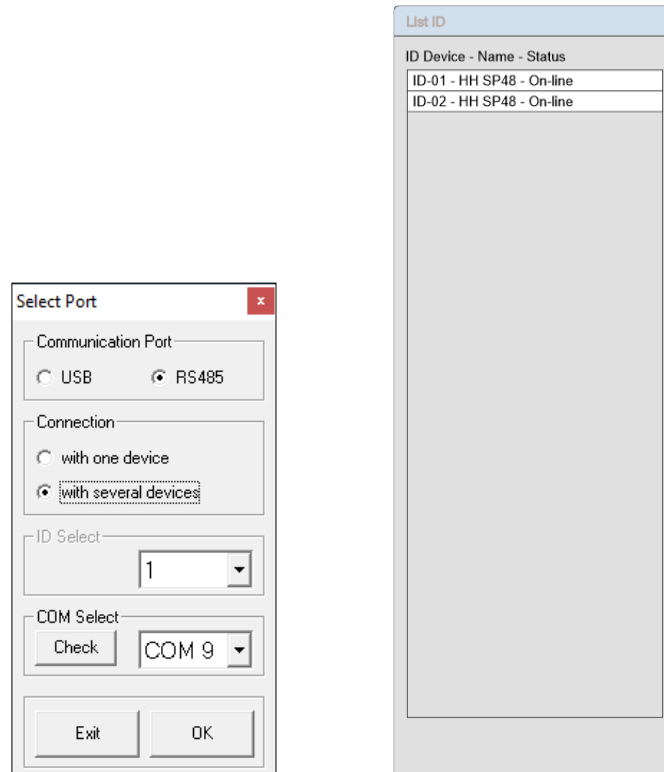 List ID
ID Device - Name - Status
ID-01 - HH SP48 - On-line
ID-02 - HH SP48 - On-line
Select Port
x
Communication Port
USB RS485
Connection
with one device
with several devices
ID Select
1
COM Select
Check COM 9
Exit OK